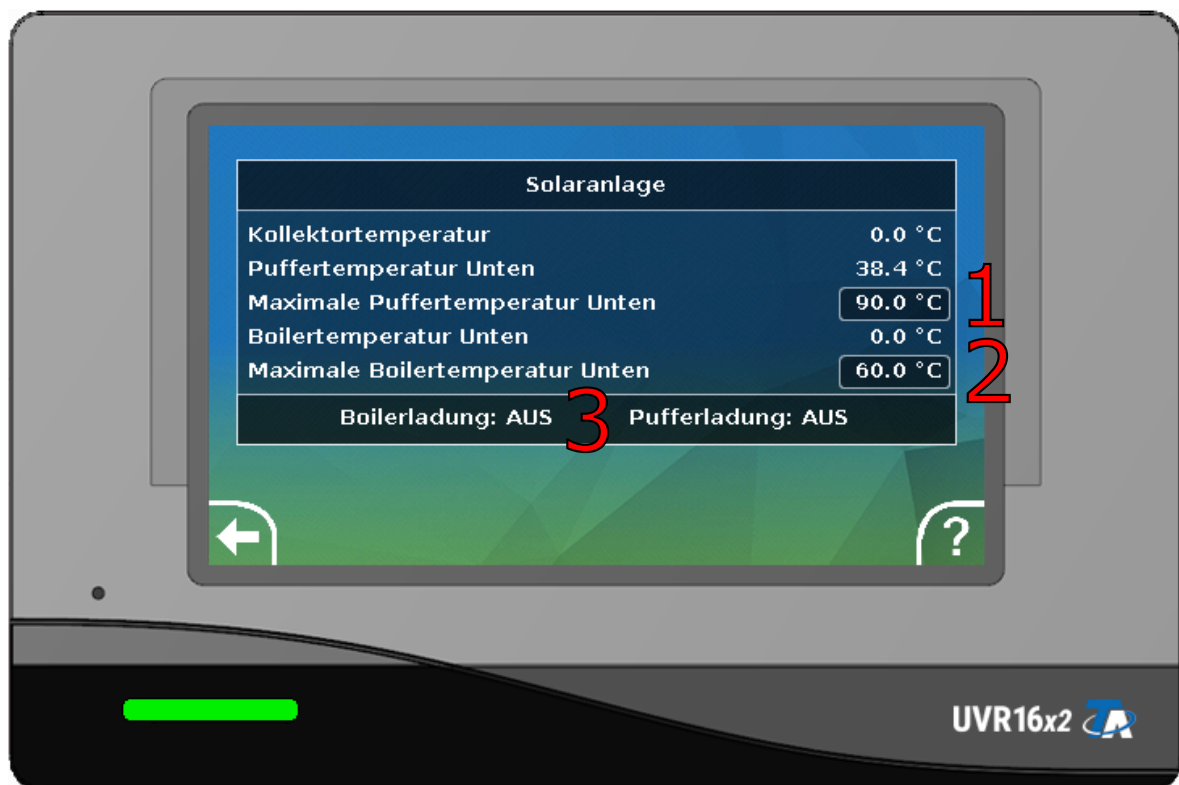 Solaranlage
Kollektortemperatur 0.0 °C
Puffertemperatur Unten 38.4 °C
Maximale Puffertemperatur Unten 90.0 °C 1
Boilertemperatur Unten 0.0 °C
Maximale Boilertemperatur Unten 60.0 °C 2
Boilerladung: AUS 3 Pufferladung: AUS
?
UVR16x2 TA